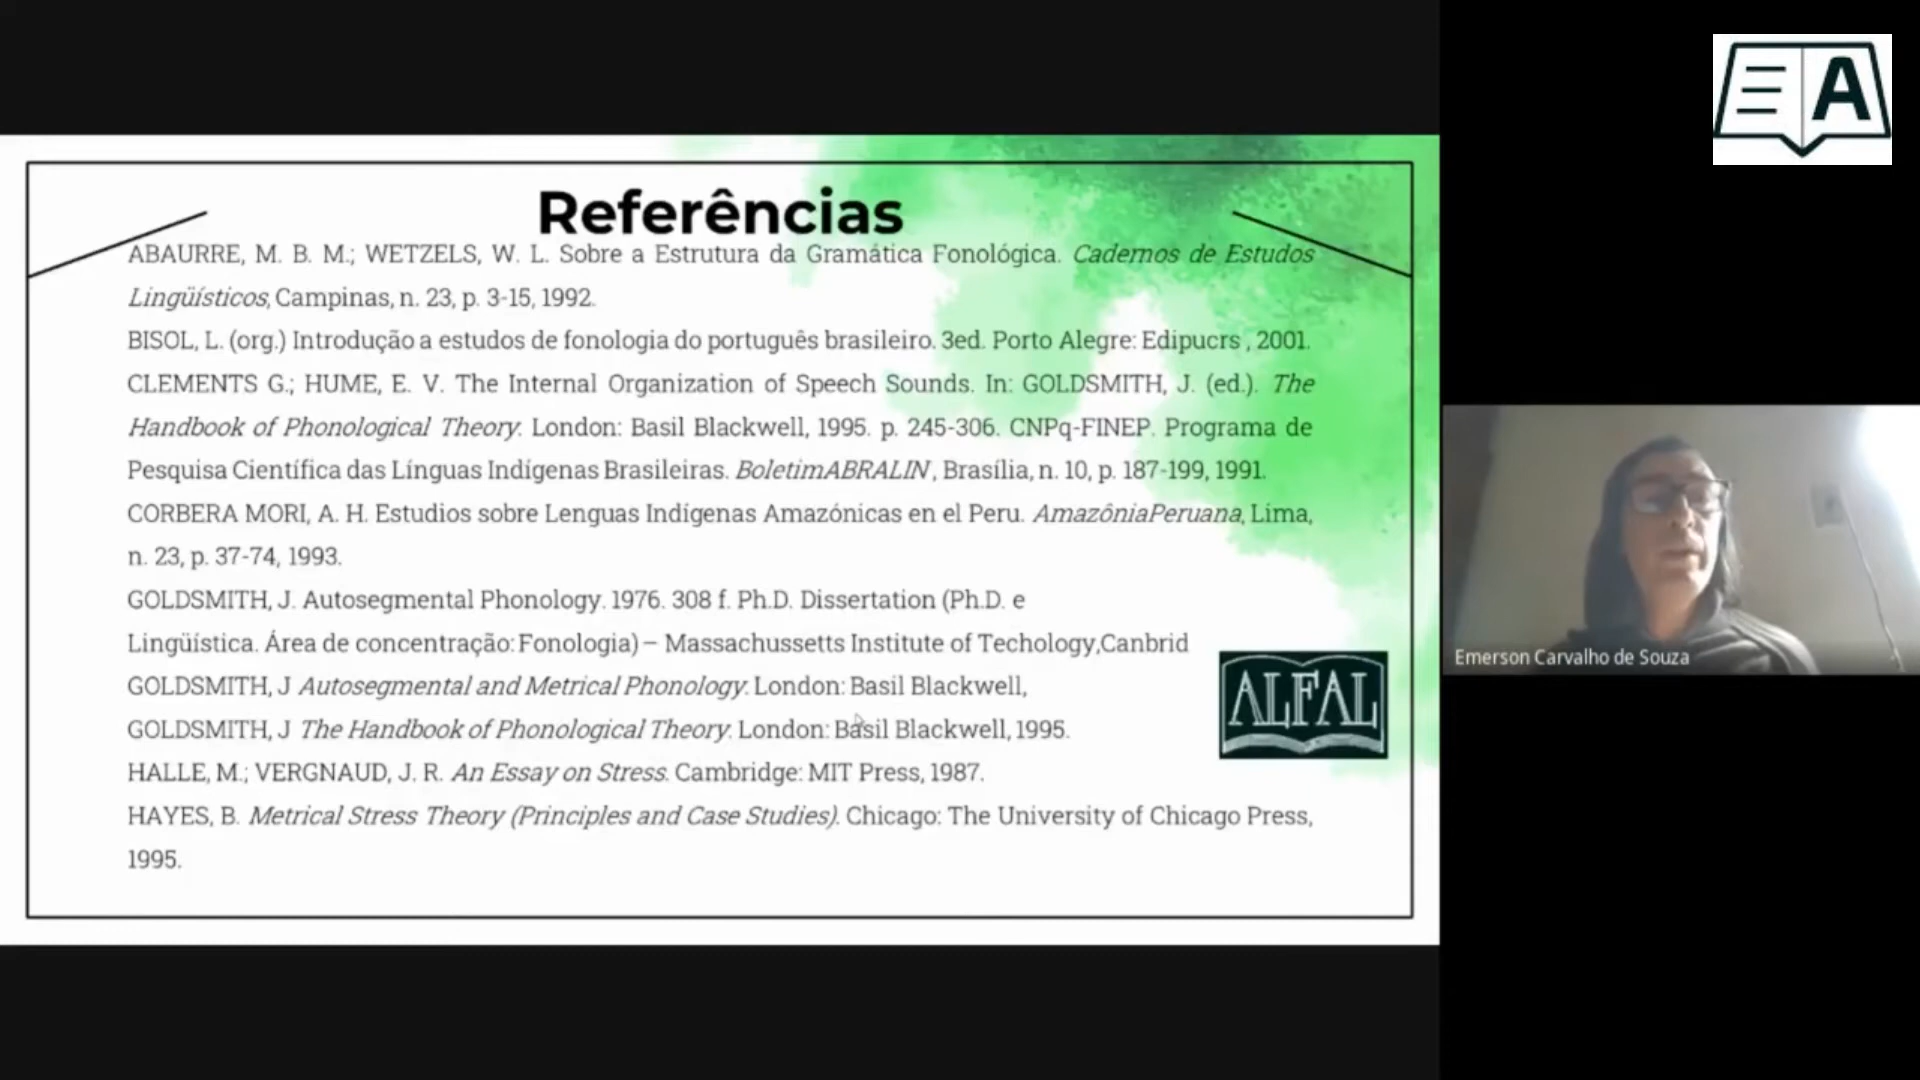 Referências
ABAURRE, M. B. M.; WETZELS, W. L. Sobre a Estrutura da Gramática Fonológica. Cadernos de Estudos
Lingüísticos, Campinas, n. 23, p. 3-15, 1992.
BISOL, L. (org.) Introdução a estudos de fonologia do português brasileiro. 3ed. Porto Alegre: Edipucrs , 2001.
CLEMENTS G.; HUME, E. V. The Internal Organization of Speech Sounds. In: GOLDSMITH, J. (ed.). The
Handbook of Phonological Theory. London: Basil Blackwell, 1995. p. 245-306. CNPq-FINEP. Programa de
Pesquisa Científica das Línguas Indígenas Brasileiras. BoletimABRALIN , Brasília, n. 10, p. 187-199, 1991.
CORBERA MORI, A. H. Estudios sobre Lenguas Indígenas Amazónicas en el Peru. AmazôniaPeruana, Lima,
n. 23, p. 37-74, 1993.
GOLDSMITH, J. Autosegmental Phonology. 1976. 308 f. Ph.D. Dissertation (Ph.D. e
Lingüística. Área de concentração: Fonologia) – Massachussetts Institute of Techology,Canbrid
GOLDSMITH, J Autosegmental and Metrical Phonology. London: Basil Blackwell,
GOLDSMITH, J The Handbook of Phonological Theory. London: Basil Blackwell, 1995.
HALLE, M.; VERGNAUD, J. R. An Essay on Stress. Cambridge: MIT Press, 1987.
HAYES, B. Metrical Stress Theory (Principles and Case Studies). Chicago: The University of Chicago Press,
1995.
ALFAL
A
Emerson Carvalho de Souza